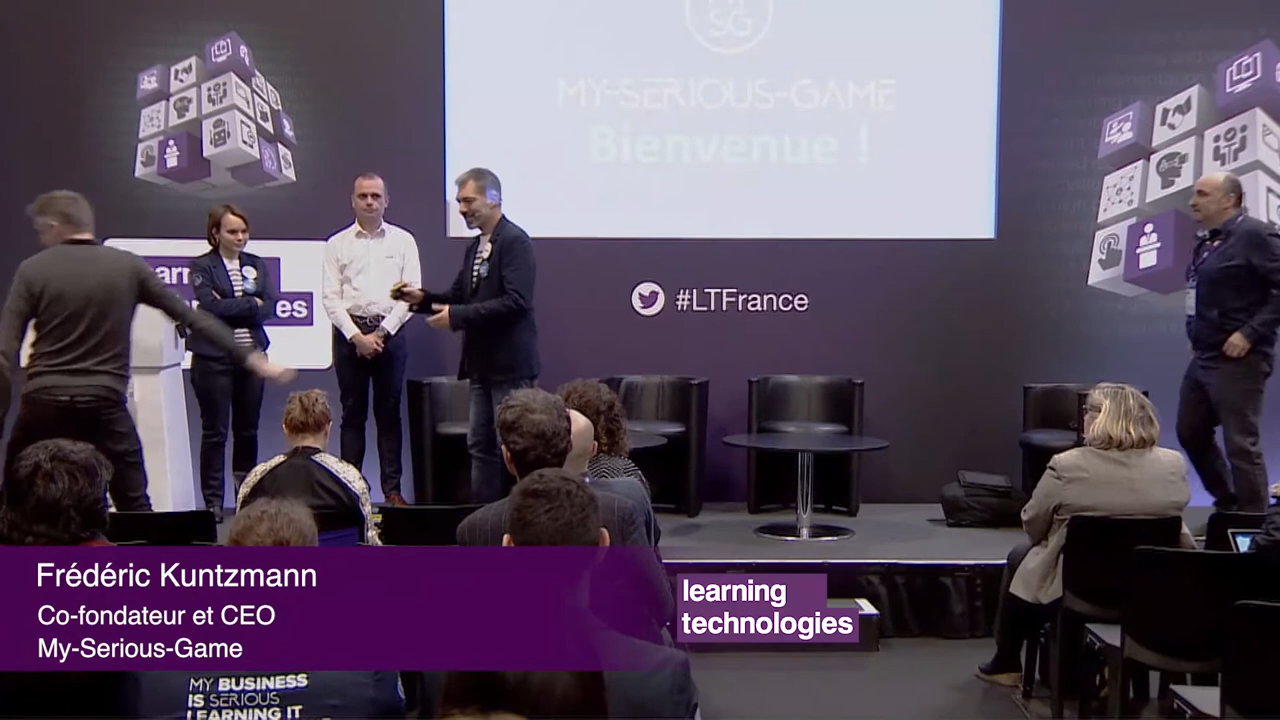 SG
MY-SERIOUS-GAME
Bienvenue !
#LTFrance
Frédéric Kuntzmann
Co-fondateur et CEO
My-Serious-Game
learning
technologies
MY BUSINESS
IS SERIOUS
LEARNING IT